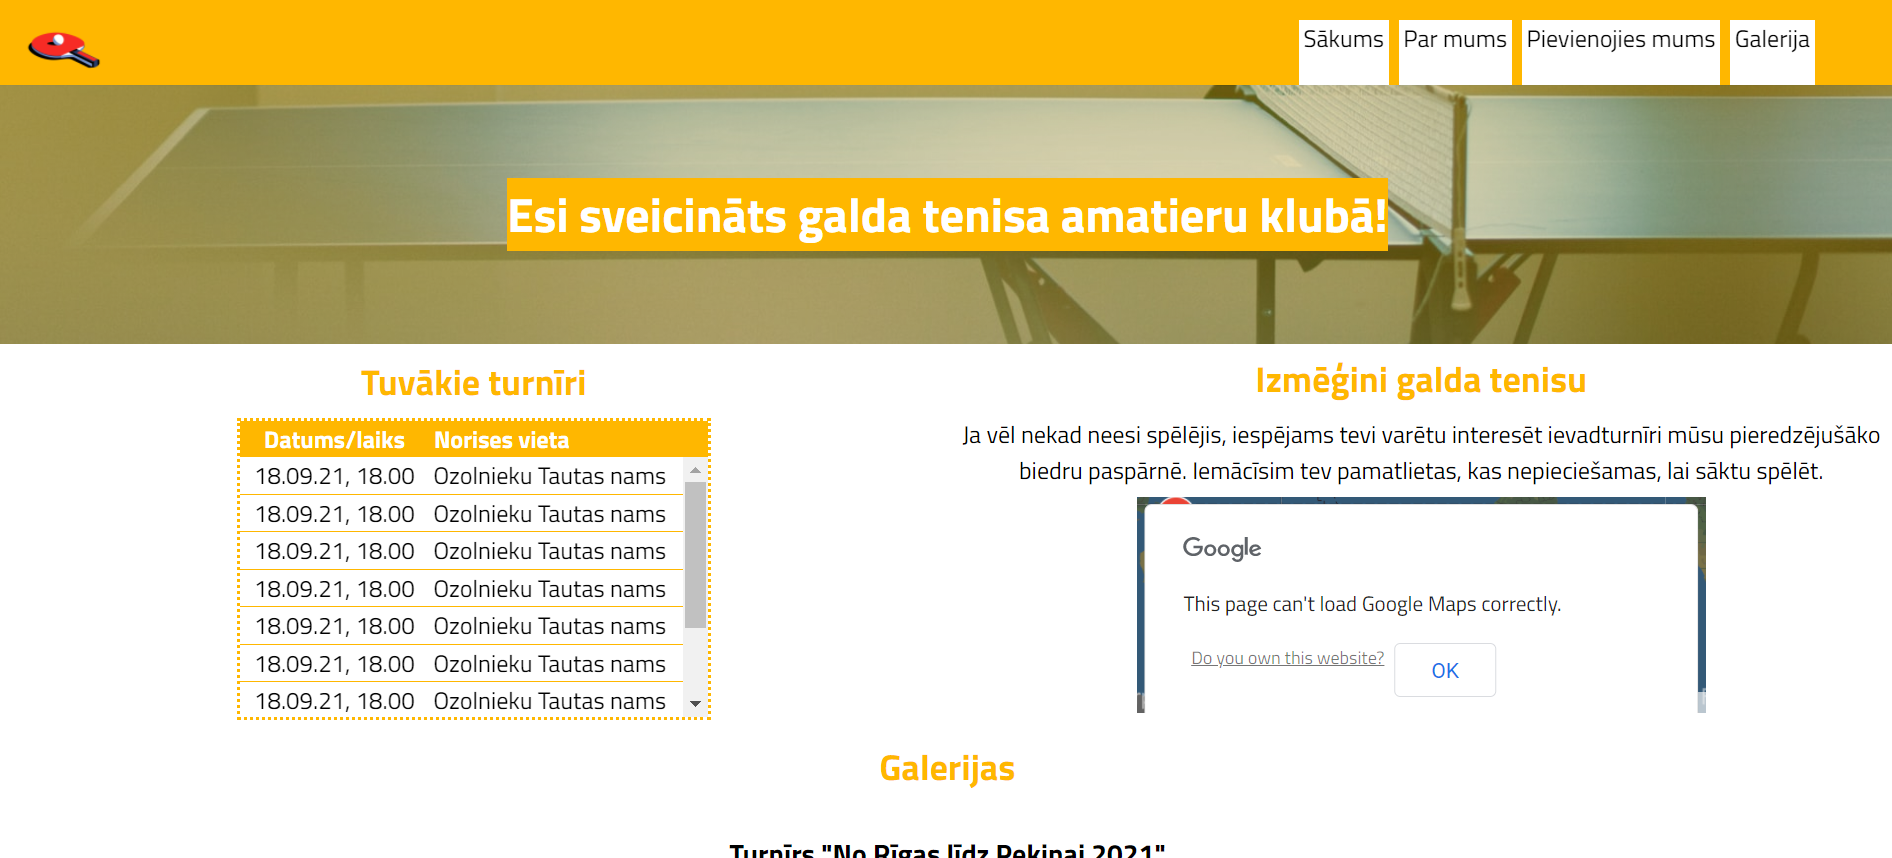 Sākums Par mums Pievienojies mums Galerija
Esi sveicināts galda tenisa amatieru klubā!
Tuvākie turnīri
Datums/laiks Norises vieta
18.09.21, 18.00 Ozolnieku Tautas nams
18.09.21, 18.00 Ozolnieku Tautas nams
18.09.21, 18.00 Ozolnieku Tautas nams
18.09.21, 18.00 Ozolnieku Tautas nams
18.09.21, 18.00 Ozolnieku Tautas nams
18.09.21, 18.00 Ozolnieku Tautas nams
18.09.21, 18.00 Ozolnieku Tautas nams
Izmēģini galda tenisu
Ja vēl nekad neesi spēlējis, iespējams tevi varētu interesēt ievadturnīri mūsu pieredzējušāko
biedru paspārnē. Iemācīsim tev pamatlietas, kas nepieciešamas, lai sāktu spēlēt.
Google
This page can't load Google Maps correctly.
Do you own this website? OK
Galerijas
Turnīrs "No Rīgas līdz Pekinai 2021"